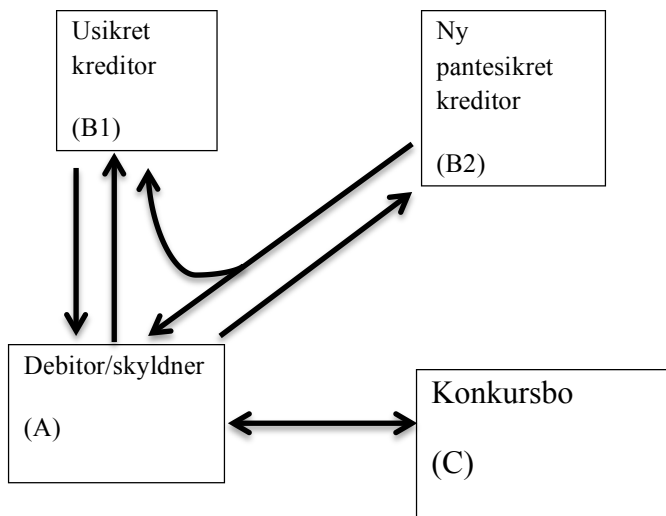 Usikret
kreditor
(B1)
Ny
pantesikret
kreditor
(B2)
Debitor/skyldner
(A)
Konkursbo
(C)